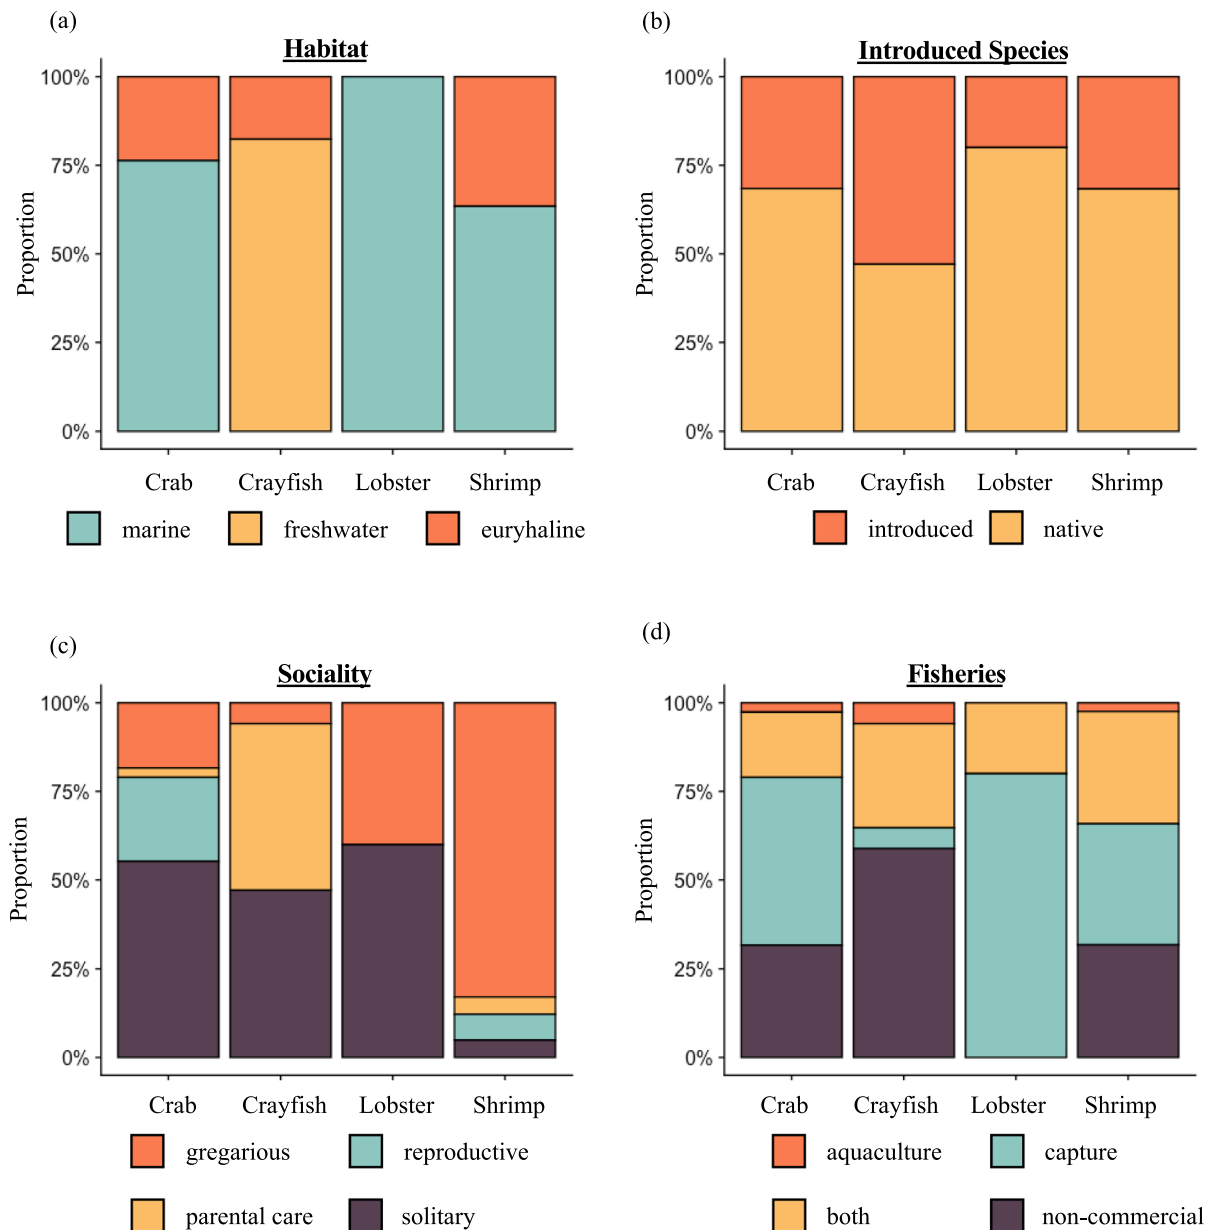 (a)
Habitat
100%
75%
50%
25%
0%
Proportion
Crab Crayfish Lobster Shrimp
marine freshwater euryhaline
(b)
Introduced Species
100%
75%
50%
25%
0%
Proportion
Crab Crayfish Lobster Shrimp
introduced native
(c)
Sociality
100%
75%
50%
25%
0%
Proportion
Crab Crayfish Lobster Shrimp
gregarious reproductive
parental care solitary
(d)
Fisheries
100%
75%
50%
25%
0%
Proportion
Crab Crayfish Lobster Shrimp
aquaculture capture
both non-commercial